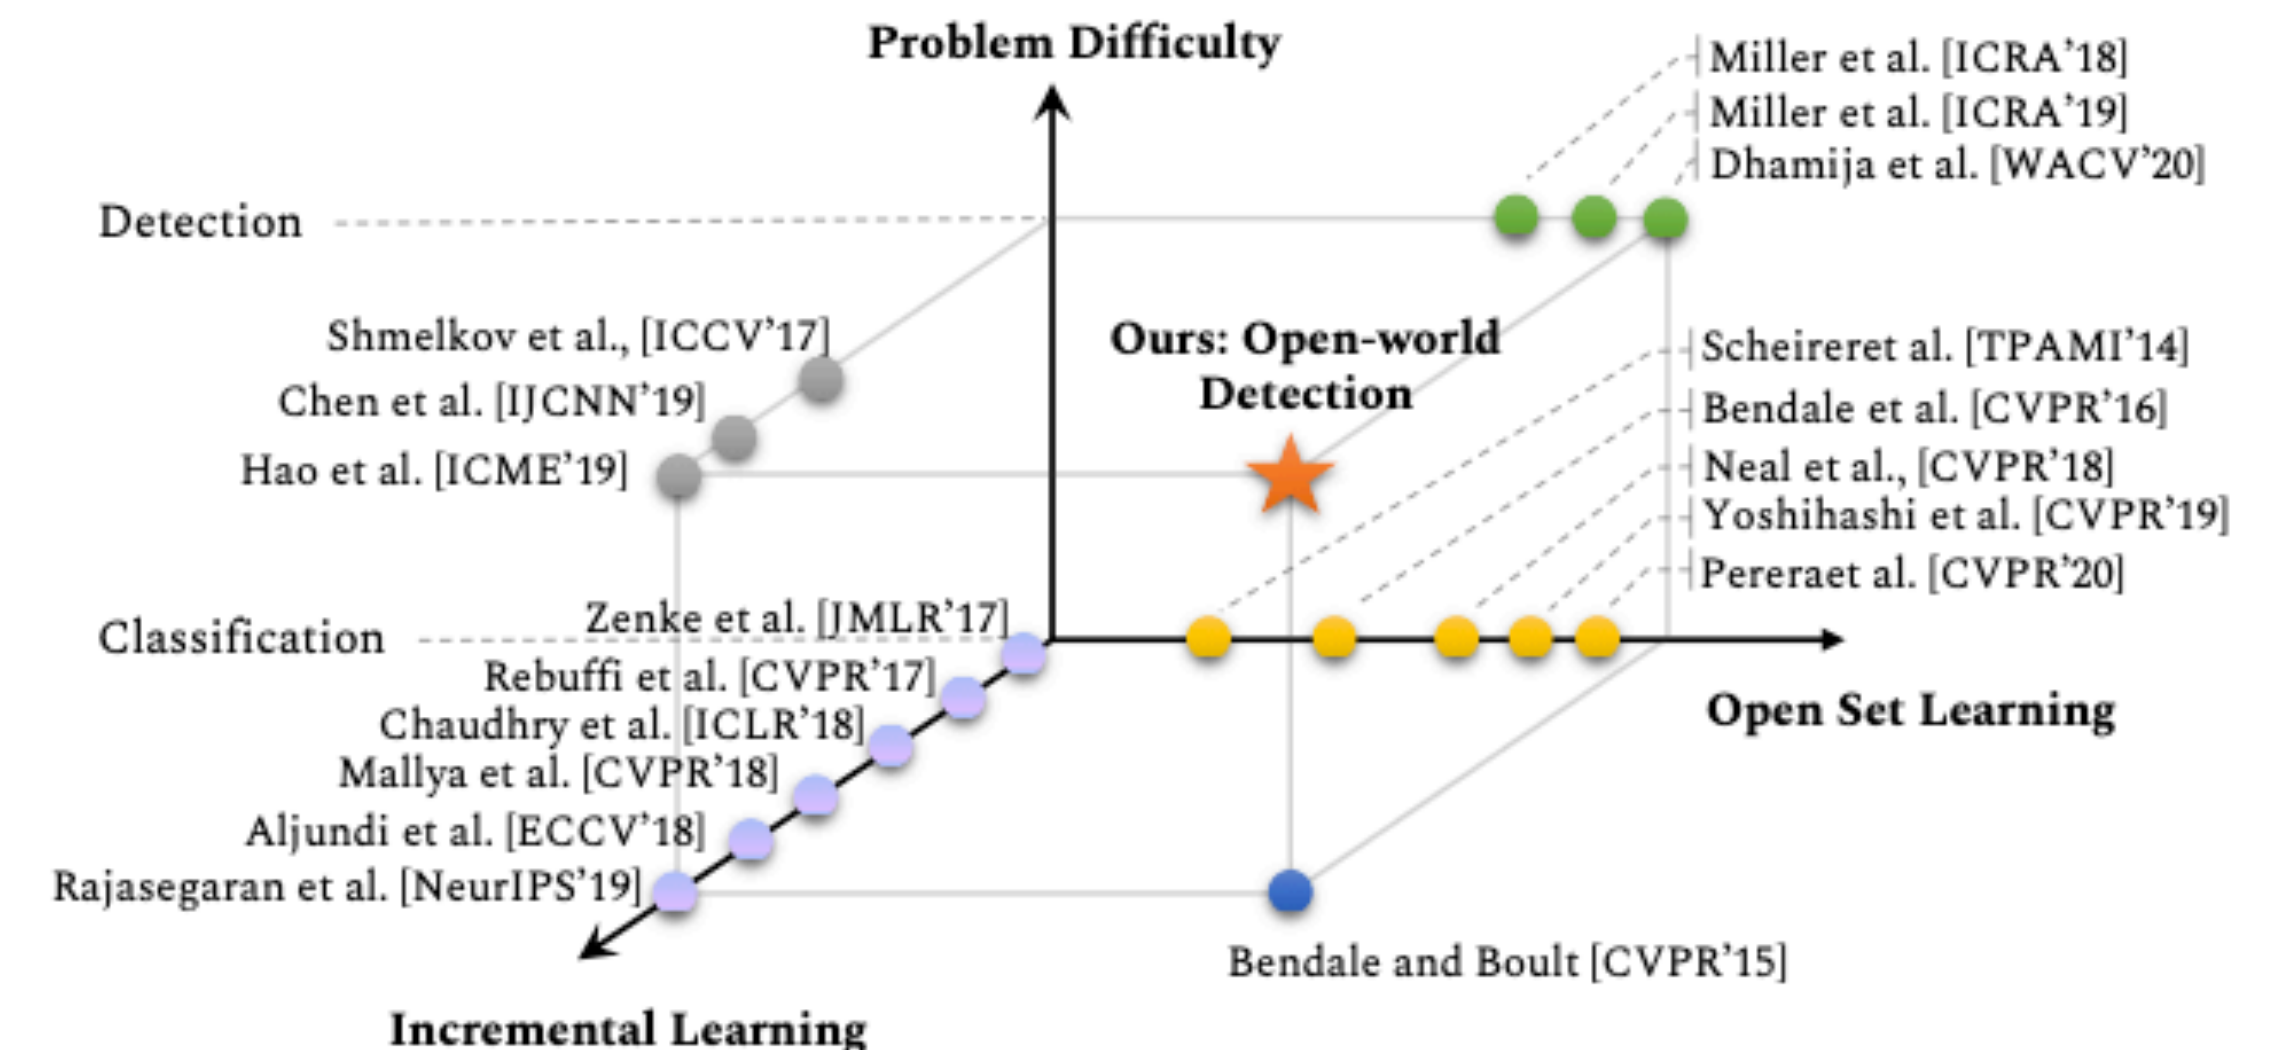 Problem Difficulty
Miller et al. [ICRA'18]
Miller et al. [ICRA'19]
Dhamija et al. [WACV'20]
Detection
Shmelkov et al., [ICCV'17]
Chen et al. [IJCNN'19]
Hao et al. [ICME'19]
Ours: Open-world
Detection
Scheireret al. [TPAMI'14]
Bendale et al. [CVPR'16]
Neal et al., [CVPR'18]
Yoshihashi et al. [CVPR'19]
Pereraet al. [CVPR'20]
Classification
Zenke et al. [JMLR'17]
Rebuffi et al. [CVPR'17]
Chaudhry et al. [ICLR'18]
Mallya et al. [CVPR'18]
Aljundi et al. [ECCV'18]
Rajasegaran et al. [NeurIPS'19]
Open Set Learning
Bendale and Boult [CVPR'15]
Incremental Learning